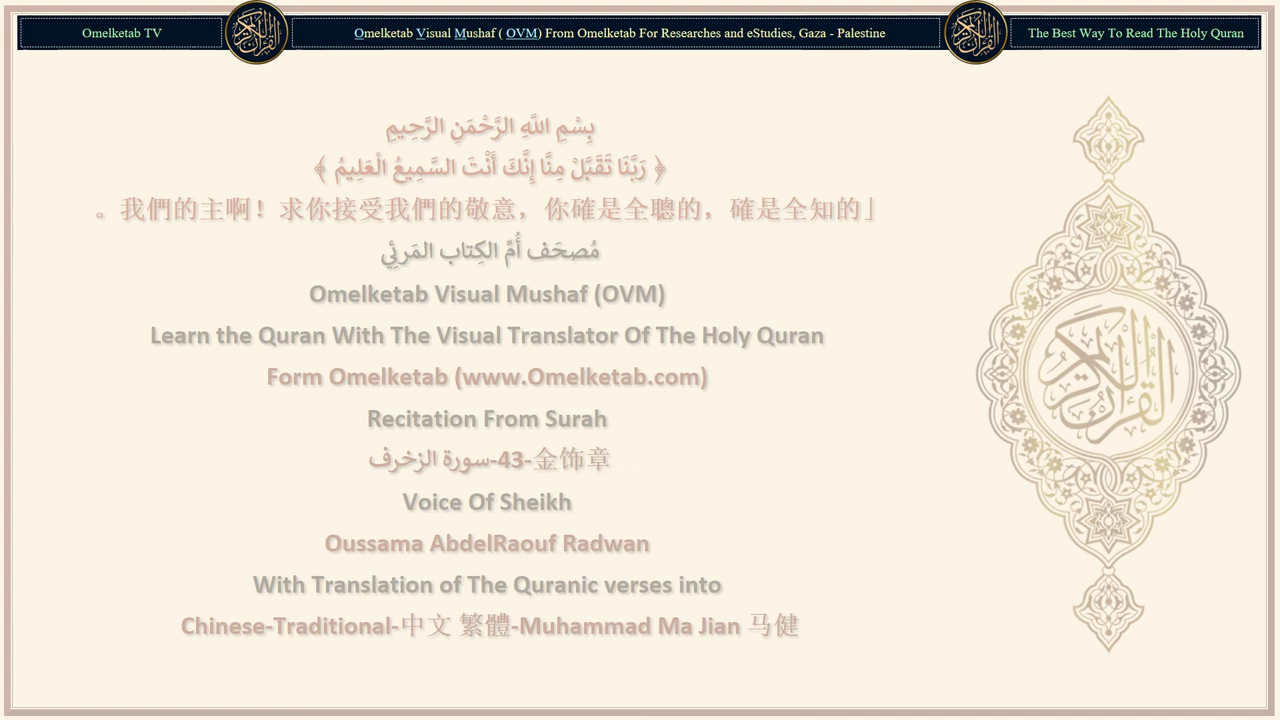 Omelketab TV
Omelketab Visual Mushaf ( OVM) From Omelketab For Researches and eStudies, Gaza - Palestine
The Best Way To Read The Holy Quran
بِسْمِ اللَّهِ الرَّحْمَنِ الرَّحِيمِ
﴿ رَبَّنَا تَقَبَّلْ مِنَّا إِنَّكَ أَنْتَ السَّمِيعُ الْعَلِيمُ ﴾
。我們的主啊！求你接受我們的敬意，你確是全聰的，確是全知的」
مُصحَف أُمِّ الكِتاب المَرئِي
Omelketab Visual Mushaf (OVM)
Learn the Quran With The Visual Translator Of The Holy Quran
Form Omelketab (www.Omelketab.com)
Recitation From Surah
سورة الزخرف-43-金饰章
Voice Of Sheikh
Oussama AbdelRaouf Radwan
With Translation of The Quranic verses into
Chinese-Traditional-中文 繁體-Muhammad Ma Jian 马健
القرآن الكريم